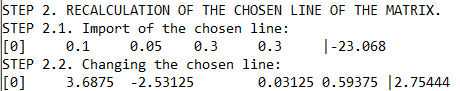 STEP 2. RECALCULATION OF THE CHOSEN LINE OF THE MATRIX.
STEP 2.1. Import of the chosen line:
[0] 0.1 0.05 0.3 0.3 |-23.068
STEP 2.2. Changing the chosen line:
[0] 3.6875 -2.53125 0.03125 0.59375 |2.75444